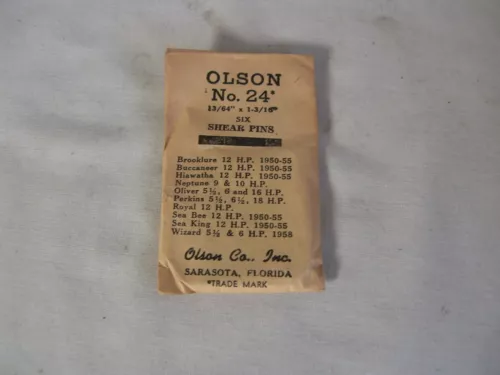 OLSON
No. 24*
13/64" x 1-3/16"
SIX
SHEAR PINS
Brooklure 12 H.P. 1950-55
Buccaneer 12 H.P. 1950-55
Hiawatha 12 H.P. 1950-55
Neptune 9 & 10 H.P.
Oliver 5½, 6 and 16 H.P.
Perkins 5½, 6½, 18 H.P.
Royal 12 H.P.
Sea Bee 12 H.P. 1950-55
Sea King 12 H.P. 1950-55
Wizard 5½ & 6 H.P. 1958
Olson Co., Inc.
SARASOTA, FLORIDA
*TRADE MARK